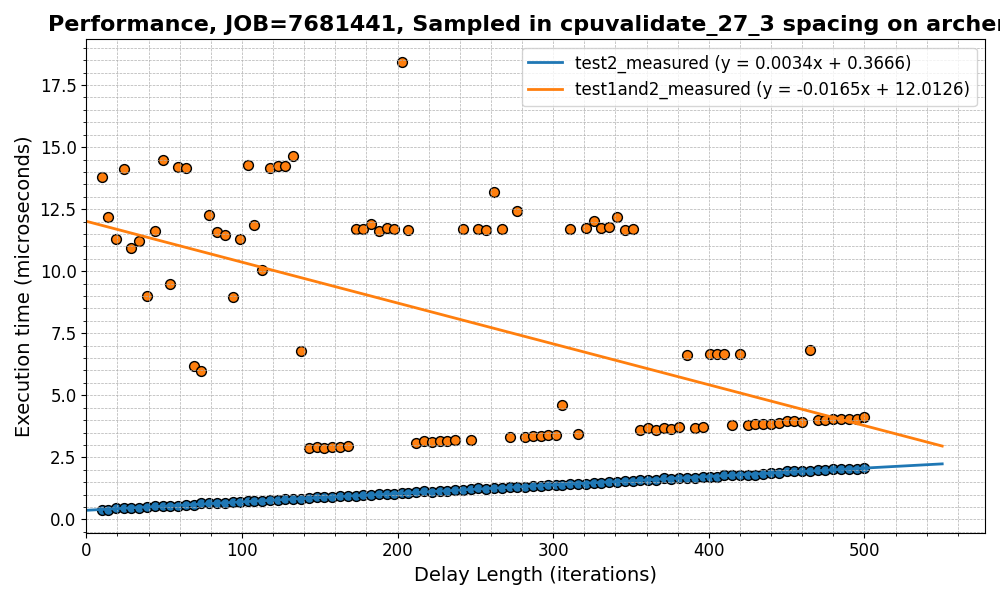 Performance, JOB=7681441, Sampled in cpuvalidate_27_3 spacing on archer
test2_measured (y = 0.0034x + 0.3666)
test1and2_measured (y = -0.0165x + 12.0126)
Execution time (microseconds)
17.5
15.0
12.5
10.0
7.5
5.0
2.5
0.0
0 100 200 300 400 500
Delay Length (iterations)